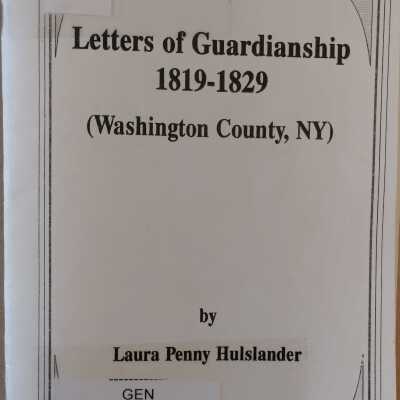 Letters of Guardianship
1819-1829
(Washington County, NY)
by
Laura Penny Hulslander
GEN